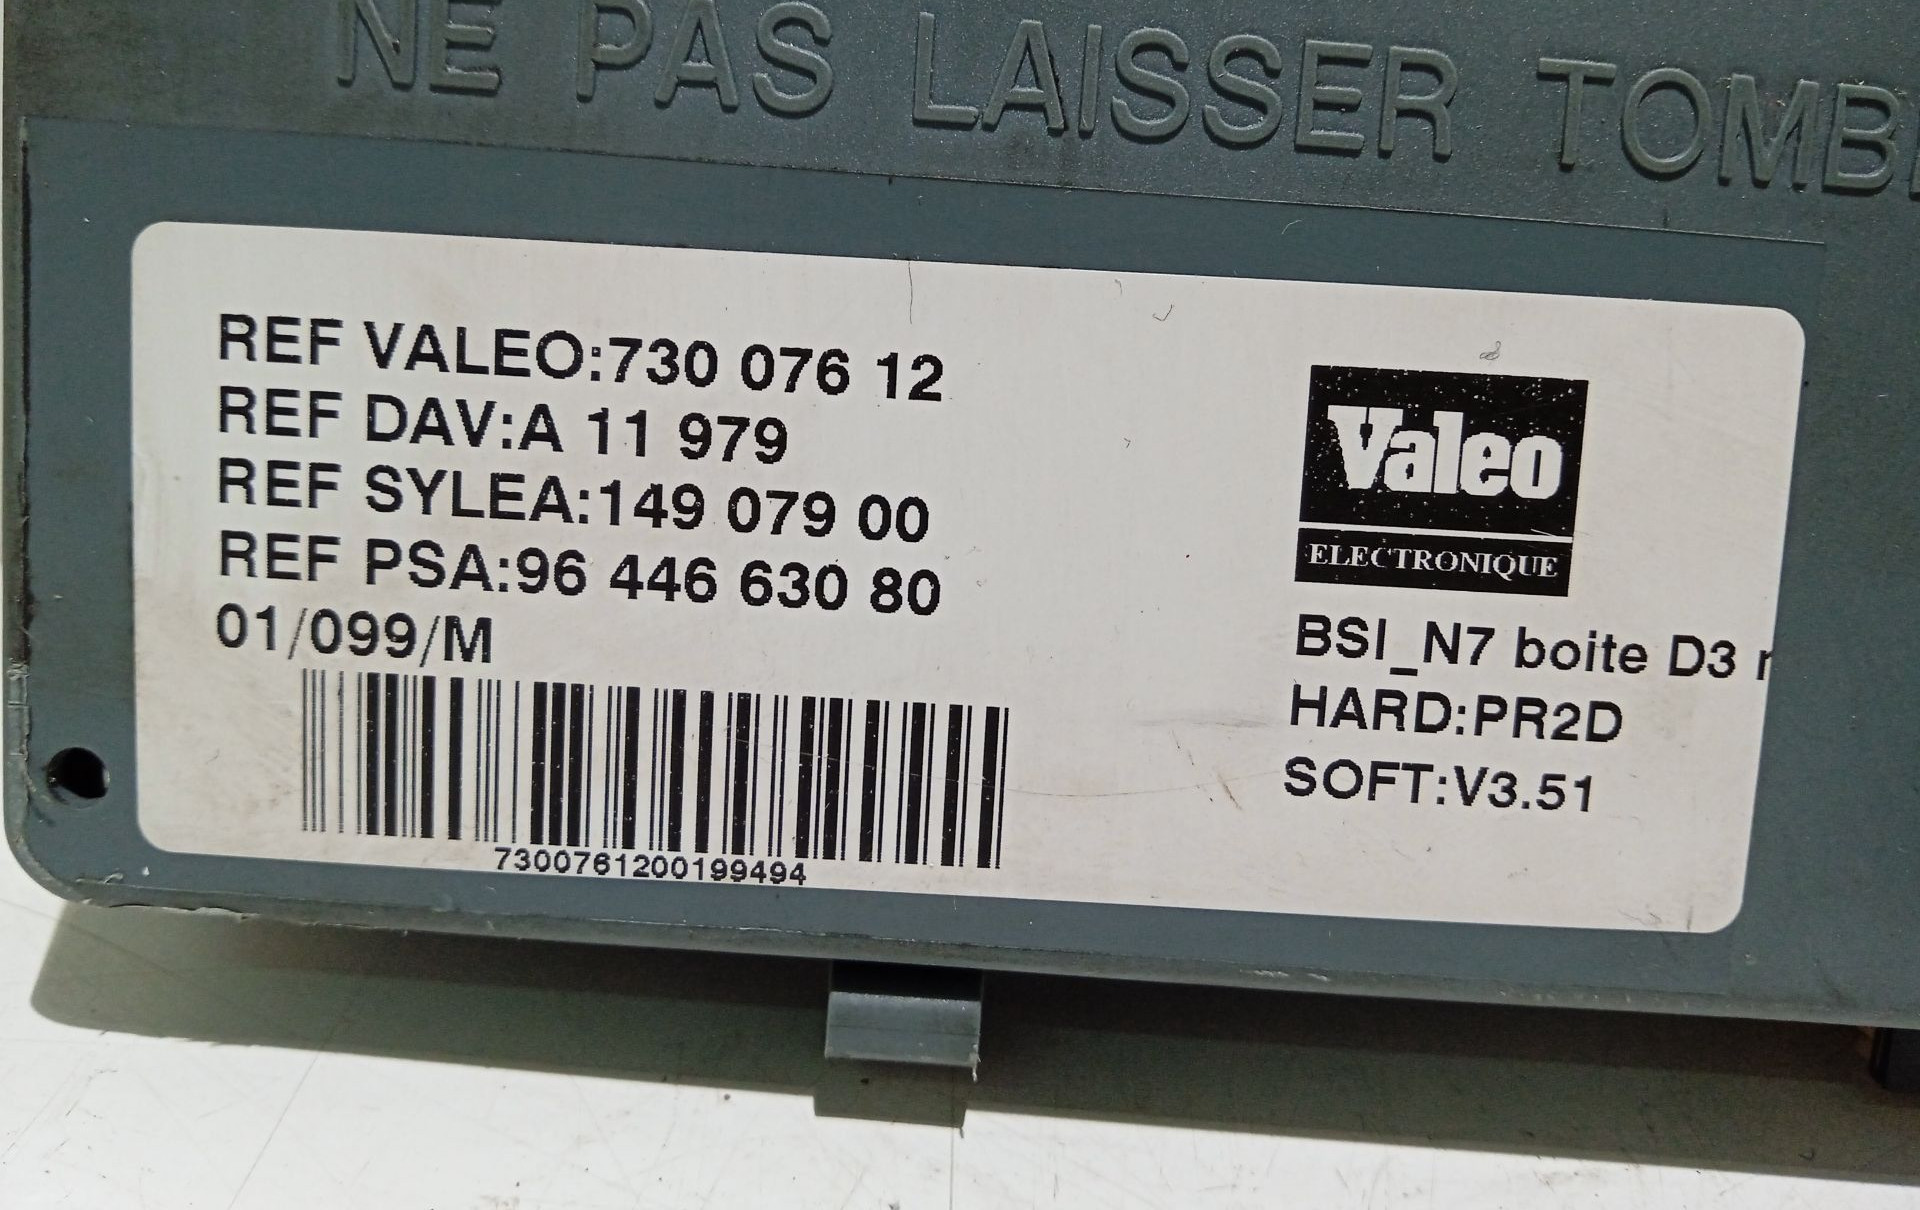 NE PAS LAISSER TOMB
REF VALEO:730 076 12
REF DAV:A 11 979
REF SYLEA:149 079 00
REF PSA:96 446 630 80
01/099/M
7300761200199494
Valeo
ELECTRONIQUE
BSI_N7 boite D3 r
HARD:PR2D
SOFT:V3.51